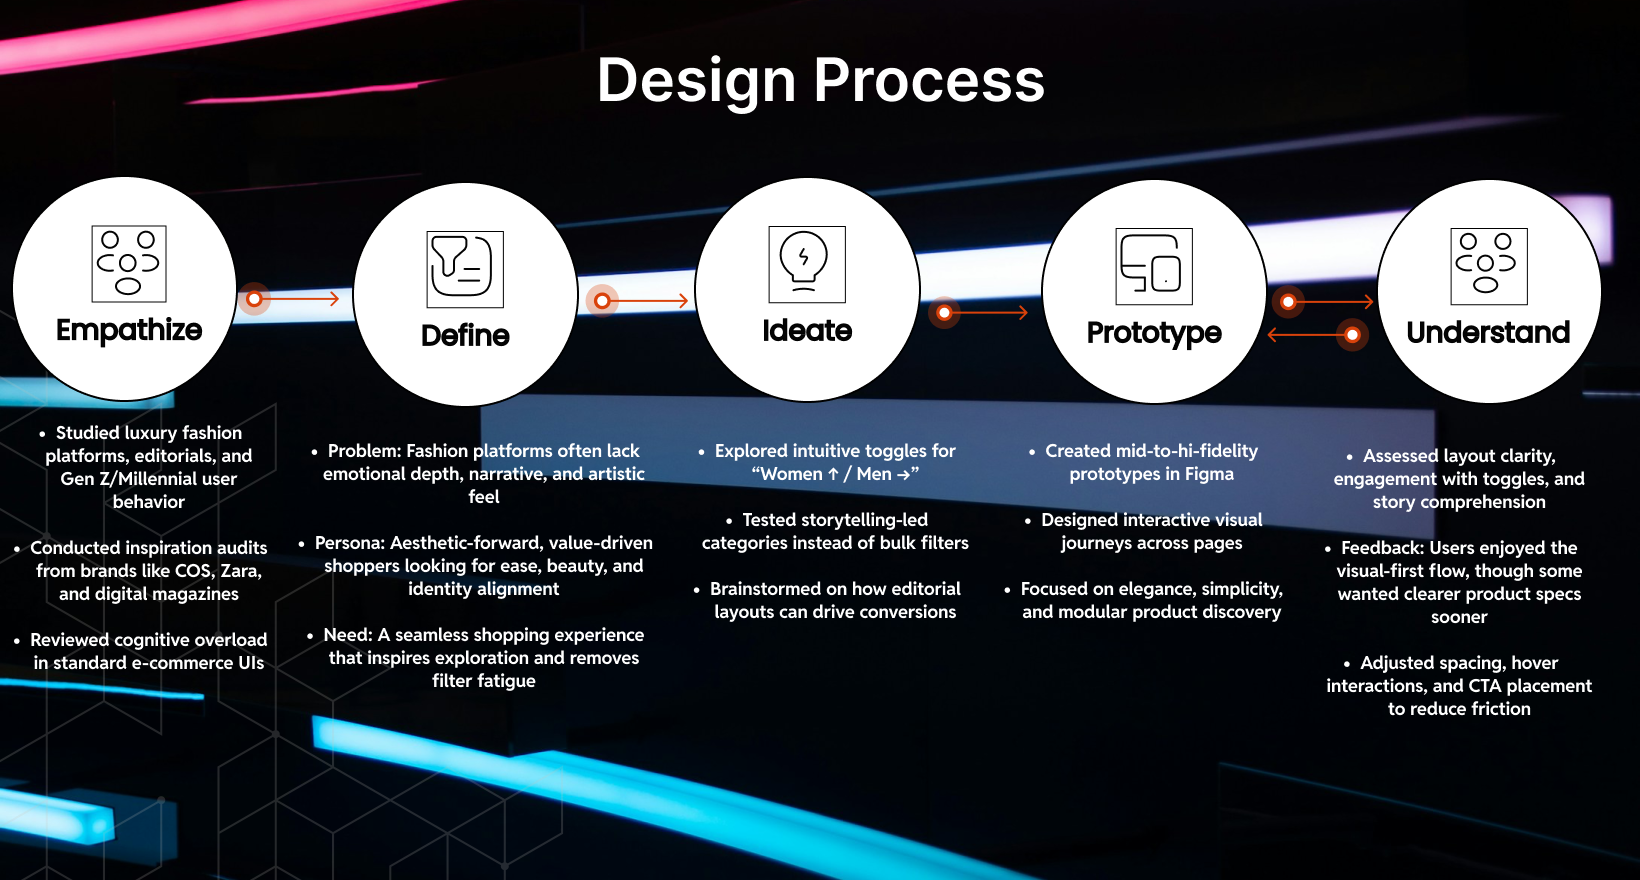 Design Process
Empathize
• Studied luxury fashion
platforms, editorials, and
Gen Z/Millennial user
behavior
• Conducted inspiration audits
from brands like COS, Zara,
and digital magazines
• Reviewed cognitive overload
in standard e-commerce UIs
Define
• Problem: Fashion platforms often lack
emotional depth, narrative, and artistic
feel
• Persona: Aesthetic-forward, value-driven
shoppers looking for ease, beauty, and
identity alignment
• Need: A seamless shopping experience
that inspires exploration and removes
filter fatigue
Ideate
• Explored intuitive toggles for
“Women ↑ / Men →”
• Tested storytelling-led
categories instead of bulk filters
• Brainstormed on how editorial
layouts can drive conversions
Prototype
• Created mid-to-hi-fidelity
prototypes in Figma
• Designed interactive visual
journeys across pages
• Focused on elegance, simplicity,
and modular product discovery
Understand
• Assessed layout clarity,
engagement with toggles, and
story comprehension
• Feedback: Users enjoyed the
visual-first flow, though some
wanted clearer product specs
sooner
• Adjusted spacing, hover
interactions, and CTA placement
to reduce friction